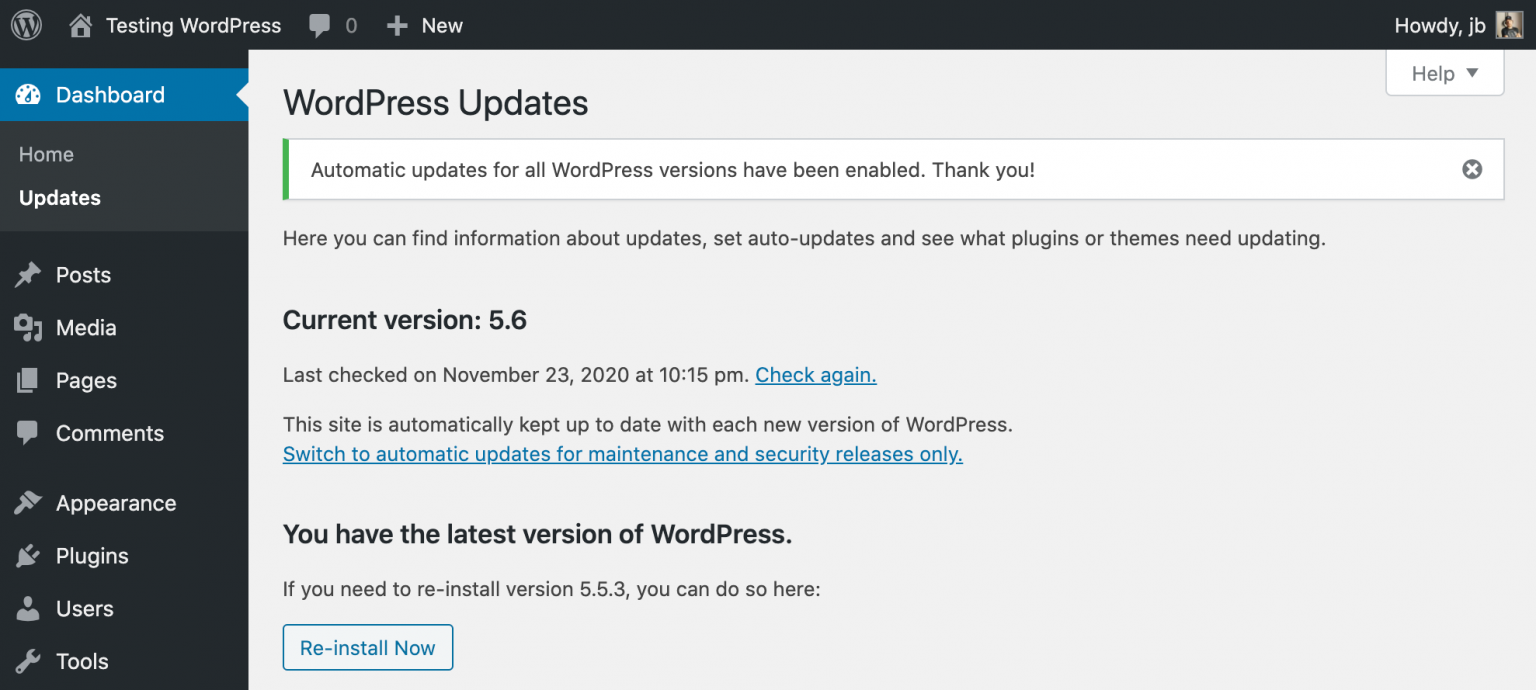 Testing WordPress
0
New
Howdy, jb
Dashboard
Home
Updates
Posts
Media
Pages
Comments
Appearance
Plugins
Users
Tools
Help
WordPress Updates
Automatic updates for all WordPress versions have been enabled. Thank you!
Here you can find information about updates, set auto-updates and see what plugins or themes need updating.
Current version: 5.6
Last checked on November 23, 2020 at 10:15 pm. Check again.
This site is automatically kept up to date with each new version of WordPress.
Switch to automatic updates for maintenance and security releases only.
You have the latest version of WordPress.
If you need to re-install version 5.5.3, you can do so here:
Re-install Now